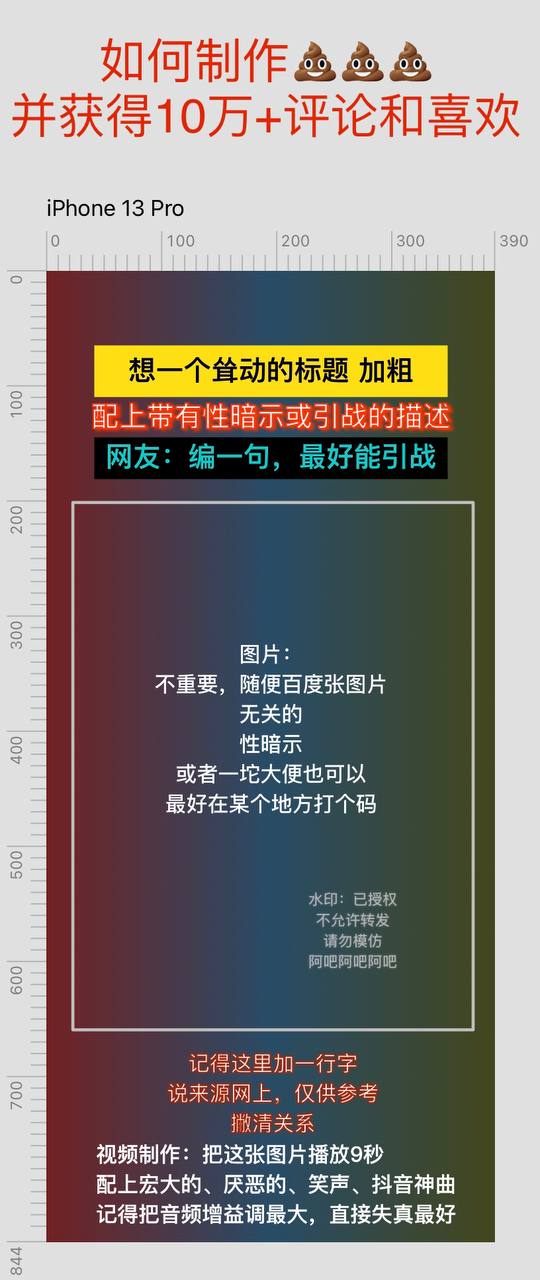 如何制作💩💩💩
并获得10万+评论和喜欢
iPhone 13 Pro
0 100 200 300 390
0
100
200
300
400
500
600
700
844
想一个耸动的标题 加粗
配上带有性暗示或引战的描述
网友：编一句，最好能引战
图片：
不重要，随便百度张图片
无关的
性暗示
或者一坨大便也可以
最好在某个地方打个码
水印：已授权
不允许转发
请勿模仿
阿吧阿吧阿吧
记得这里加一行字
说来源网上，仅供参考
撇清关系
视频制作：把这张图片播放9秒
配上宏大的、厌恶的、笑声、抖音神曲
记得把音频增益调最大，直接失真最好